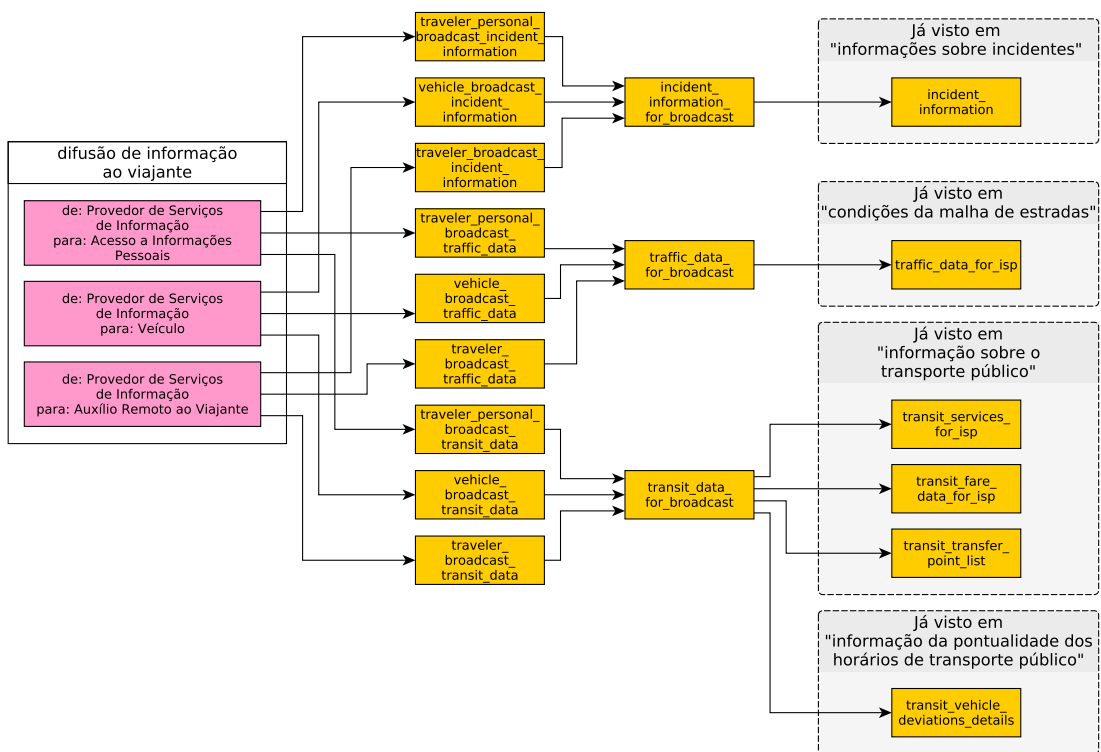 difusão de informação
ao viajante
de: Provedor de Serviços
de Informação
para: Acesso a Informações
Pessoais
de: Provedor de Serviços
de Informação
para: Veículo
de: Provedor de Serviços
de Informação
para: Auxílio Remoto ao Viajante
traveler_personal_
broadcast_incident_
information
vehicle_broadcast_
incident_
information
traveler_broadcast_
incident_
information
traveler_personal_
broadcast_
traffic_data
vehicle_
broadcast_
traffic_data
traveler_
broadcast_
traffic_data
traveler_personal_
broadcast_
transit_data
vehicle_
broadcast_
transit_data
traveler_
broadcast_
transit_data
incident_
information_
for_broadcast
traffic_data_
for_broadcast
transit_data_
for_broadcast
Já visto em
"informações sobre incidentes"
incident_
information
Já visto em
"condições da malha de estradas"
traffic_data_for_isp
Já visto em
"informação sobre o
transporte público"
transit_services_
for_isp
transit_fare_
data_for_isp
transit_transfer_
point_list
Já visto em
"informação da pontualidade dos
horários de transporte público"
transit_vehicle_
deviations_details